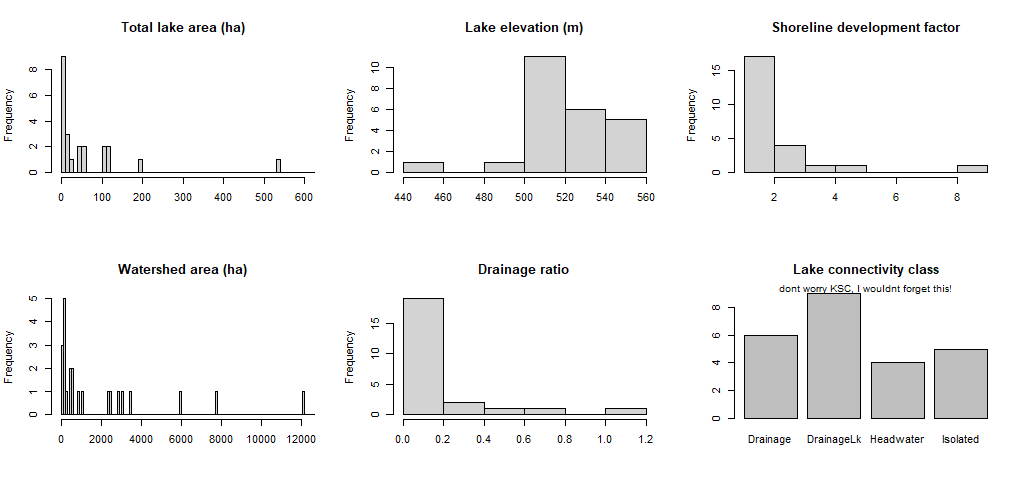 Total lake area (ha)
Frequency
0 2 4 6 8
0 100 200 300 400 500 600
Lake elevation (m)
Frequency
2 4 6 8 10
0
440 460 480 500 520 540 560
Shoreline development factor
Frequency
0 5 10 15
2 4 6 8
Watershed area (ha)
Frequency
0 1 2 3 4 5
0 2000 4000 6000 8000 10000 12000
Drainage ratio
Frequency
0 5 10 15
0.0 0.2 0.4 0.6 0.8 1.0 1.2
Lake connectivity class
dont worry KSC, I wouldnt forget this!
0 2 4 6 8
Drainage DrainageLk Headwater Isolated